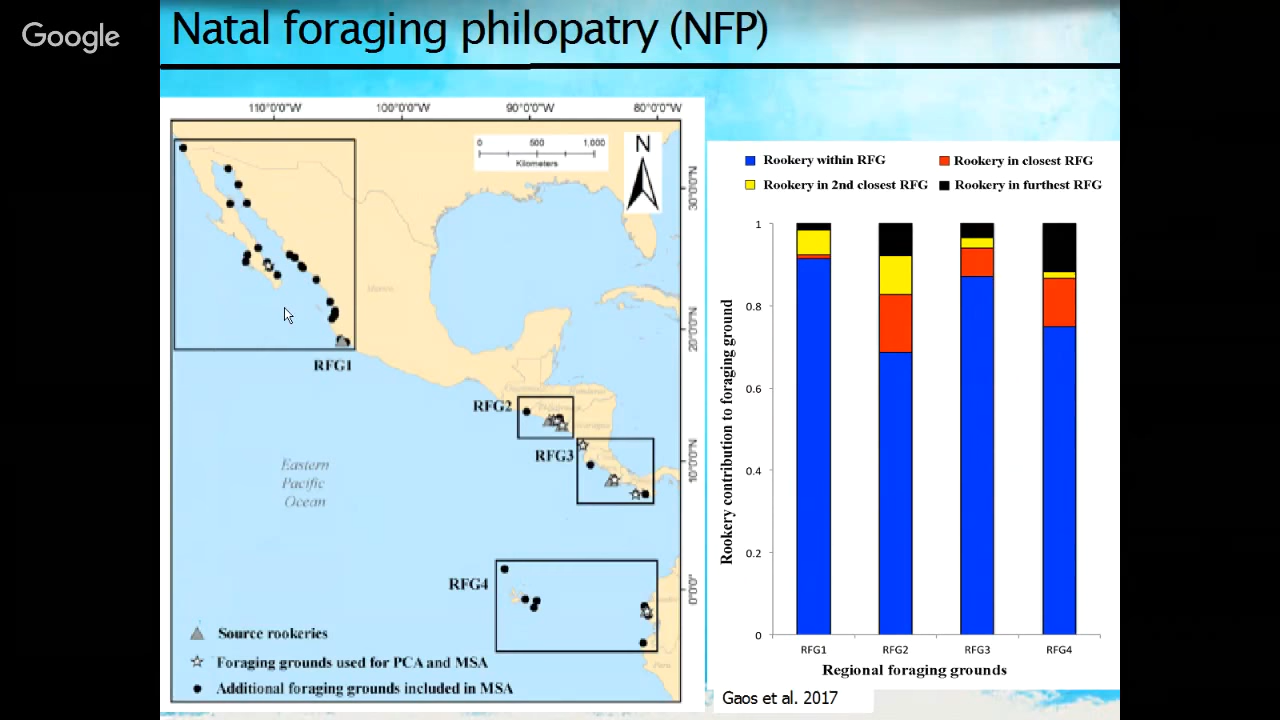 Google
Natal foraging philopatry (NFP)
110°0'0"W 100°0'0"W 90°0'0"W 80°0'0"W
0 500 1,000
Kilometers
N
30°0'0"N
20°0'0"N
10°0'0"N
0°0'0"
Mexico
RFG1
RFG2
RFG3
RFG4
Eastern
Pacific
Ocean
Peru
Source rookeries
Foraging grounds used for PCA and MSA
Additional foraging grounds included in MSA
Rookery within RFG Rookery in closest RFG
Rookery in 2nd closest RFG Rookery in furthest RFG
Rookery contribution to foraging ground
1
0.8
0.6
0.4
0.2
0
RFG1 RFG2 RFG3 RFG4
Regional foraging grounds
Gaos et al. 2017